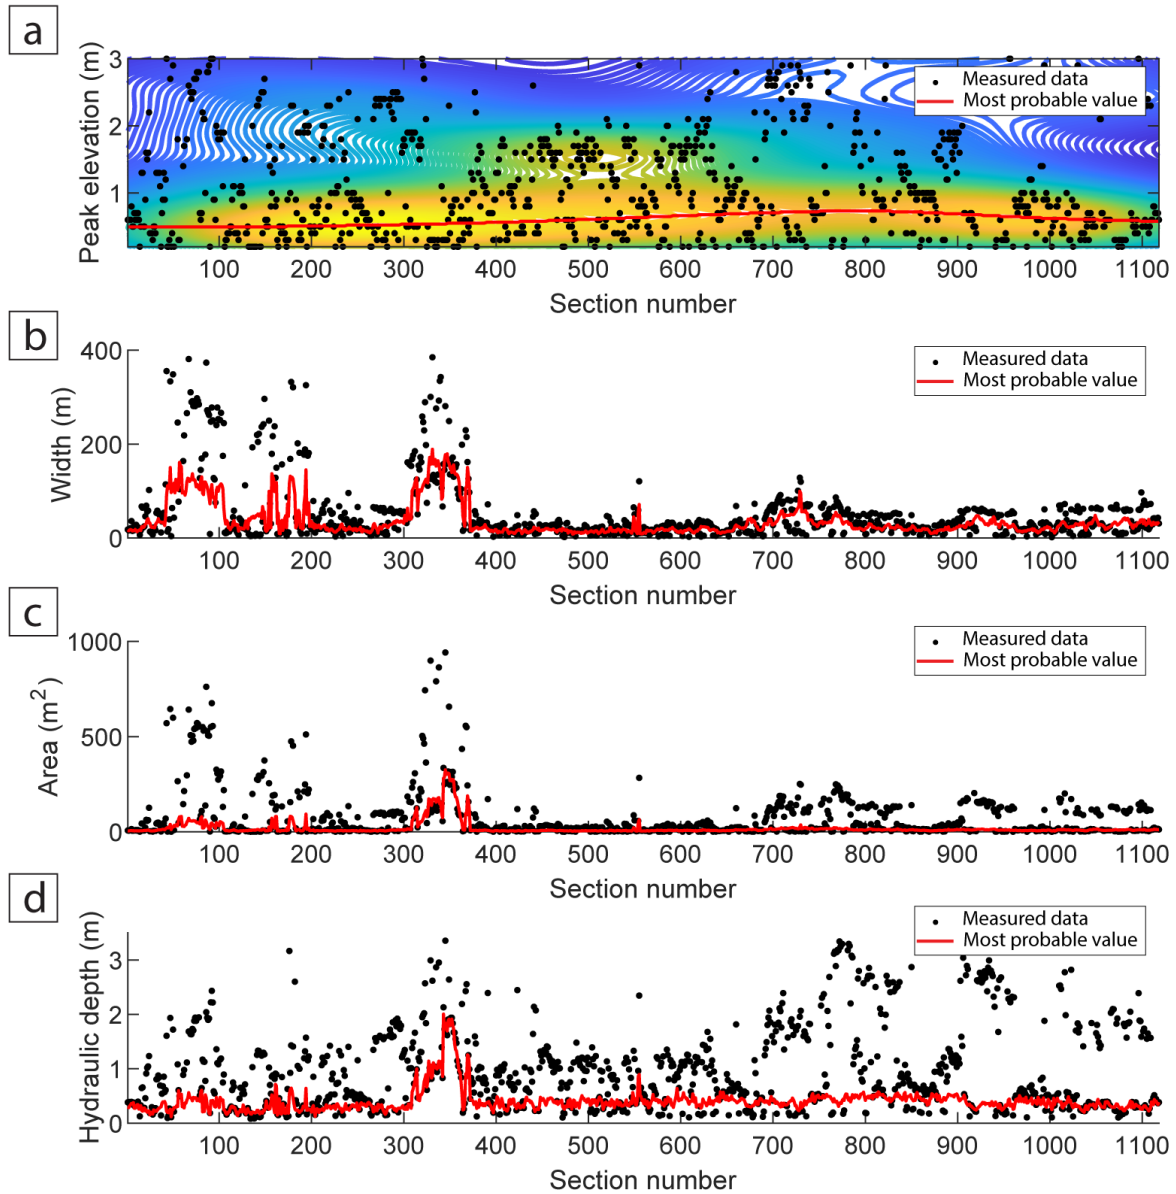 a
Peak elevation (m)
3
2
1
Measured data
Most probable value
100 200 300 400 500 600 700 800 900 1000 1100
Section number
b
Width (m)
400
200
0
Measured data
Most probable value
100 200 300 400 500 600 700 800 900 1000 1100
Section number
c
Area (m²)
1000
500
0
Measured data
Most probable value
100 200 300 400 500 600 700 800 900 1000 1100
Section number
d
Hydraulic depth (m)
3
2
1
0
Measured data
Most probable value
100 200 300 400 500 600 700 800 900 1000 1100
Section number